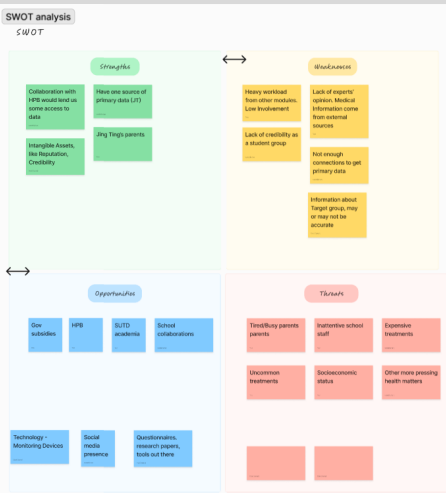 SWOT analysis
SWOT
Strengths
Collaboration with
HPB would lend us
some access to
data
Have one source of
primary data (JT)
Intangible Assets,
like Reputation,
Credibility
Jing Ting's parents
Weaknesses
Heavy workload
from other modules.
Low Involvement
Lack of experts'
opinion. Medical
Information come
from external
sources
Lack of credibility as
a student group
Not enough
connections to get
primary data
Information about
Target group, may
or may not be
accurate
Opportunities
Gov
subsidies
HPB
SUTD
academia
School
collaborations
Technology -
Monitoring Devices
Social
media
presence
Questionnaires,
research papers,
tools out there
Threats
Tired/Busy parents
parents
Inattentive school
staff
Expensive
treatments
Uncommon
treatments
Socioeconomic
status
Other more pressing
health matters